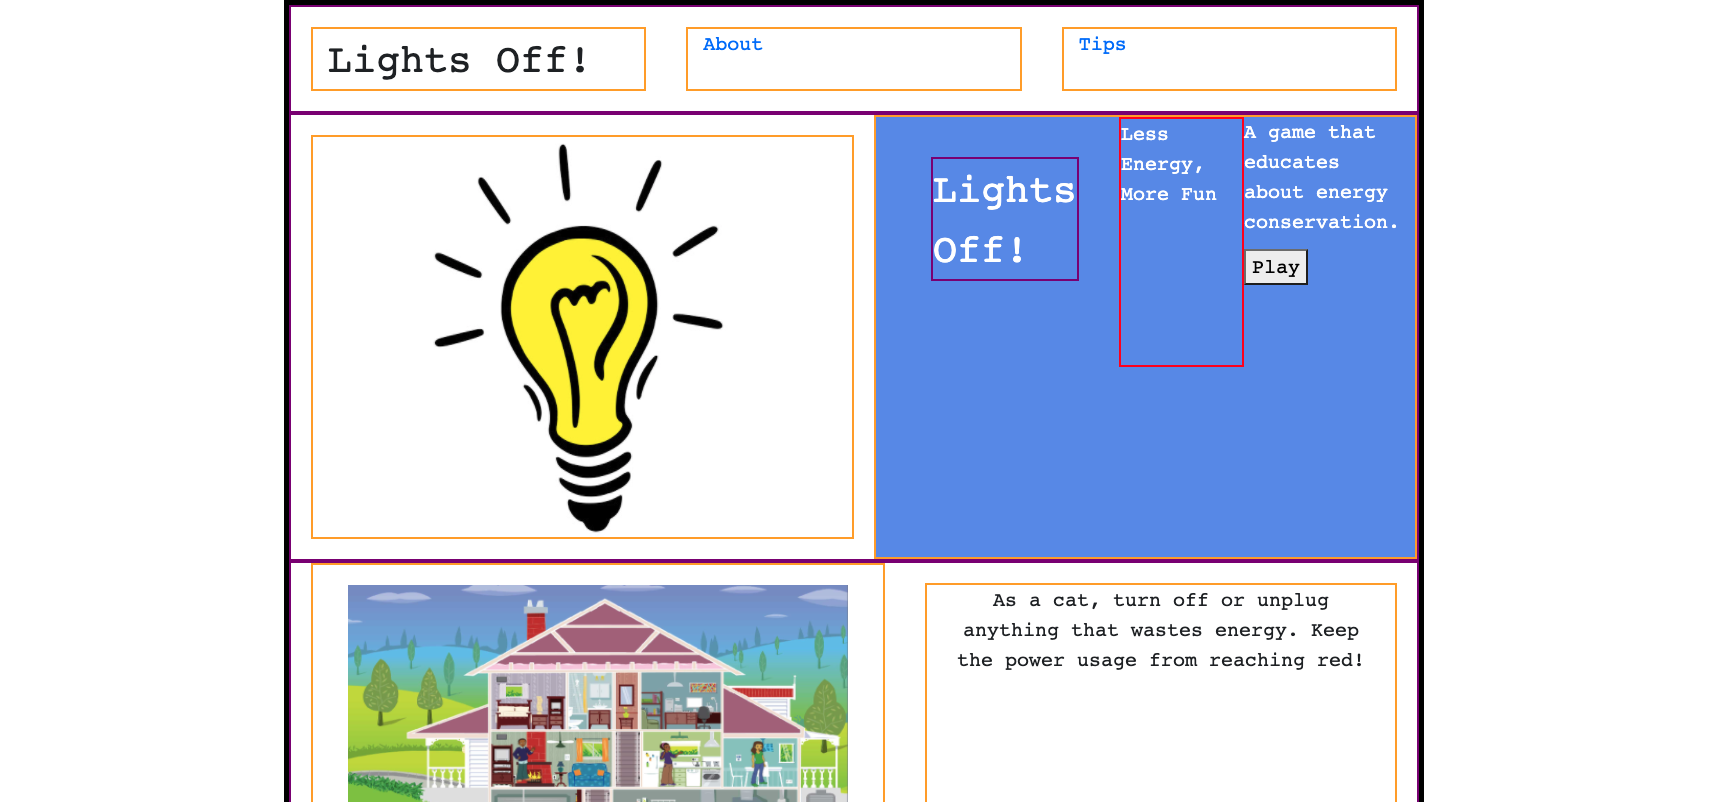 Lights Off!
About
Tips
Lights
Off!
Less
Energy,
More Fun
A game that
educates
about energy
conservation.
Play
As a cat, turn off or unplug
anything that wastes energy. Keep
the power usage from reaching red!